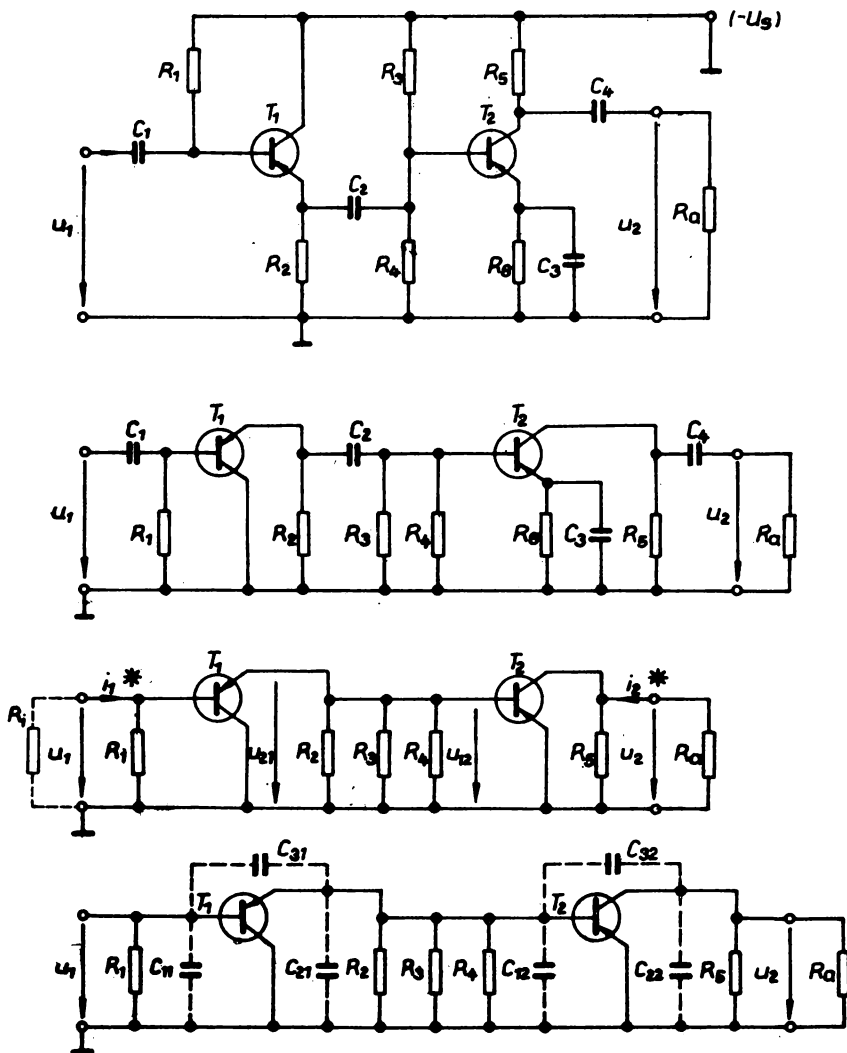 (-Us)
R1 R3 R5 C4
T1 T2
C1
C2
u1 u2 Ra
R2 R4 R6 C3
T1 T2
C1 C2 C4
u1 R1 R2 R3 R4 R6 C3 R5 u2 Ra
T1 T2
i1* i2*
Ri u1 R1 u21 R2 R3 R4 u12 R5 u2 Ra
C31 C32
T1 T2
u1 R1 C11 C21 R2 R3 R4 C12 C22 R5 u2 Ra